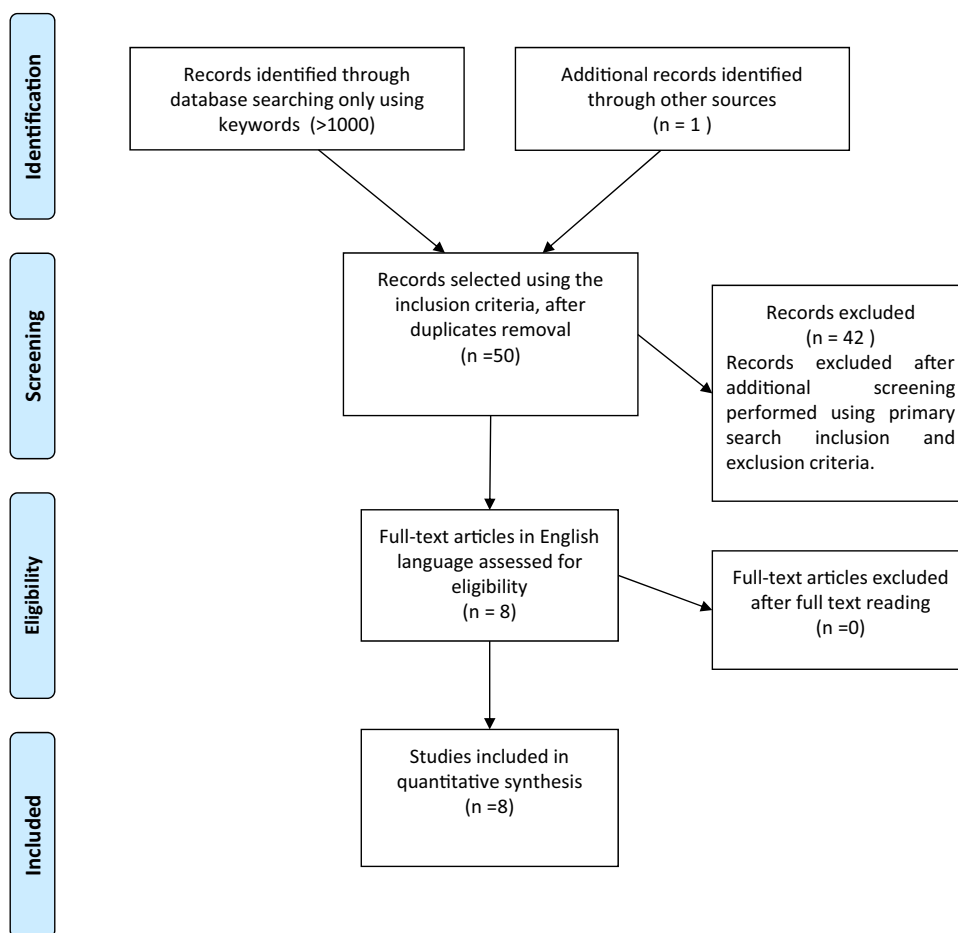 Identification
Records identified through
database searching only using
keywords (>1000)
Additional records identified
through other sources
(n = 1 )
Screening
Records selected using the
inclusion criteria, after
duplicates removal
(n =50)
Records excluded
(n = 42 )
Records excluded after
additional screening
performed using primary
search inclusion and
exclusion criteria.
Eligibility
Full-text articles in English
language assessed for
eligibility
(n = 8)
Full-text articles excluded
after full text reading
(n =0)
Included
Studies included in
quantitative synthesis
(n =8)